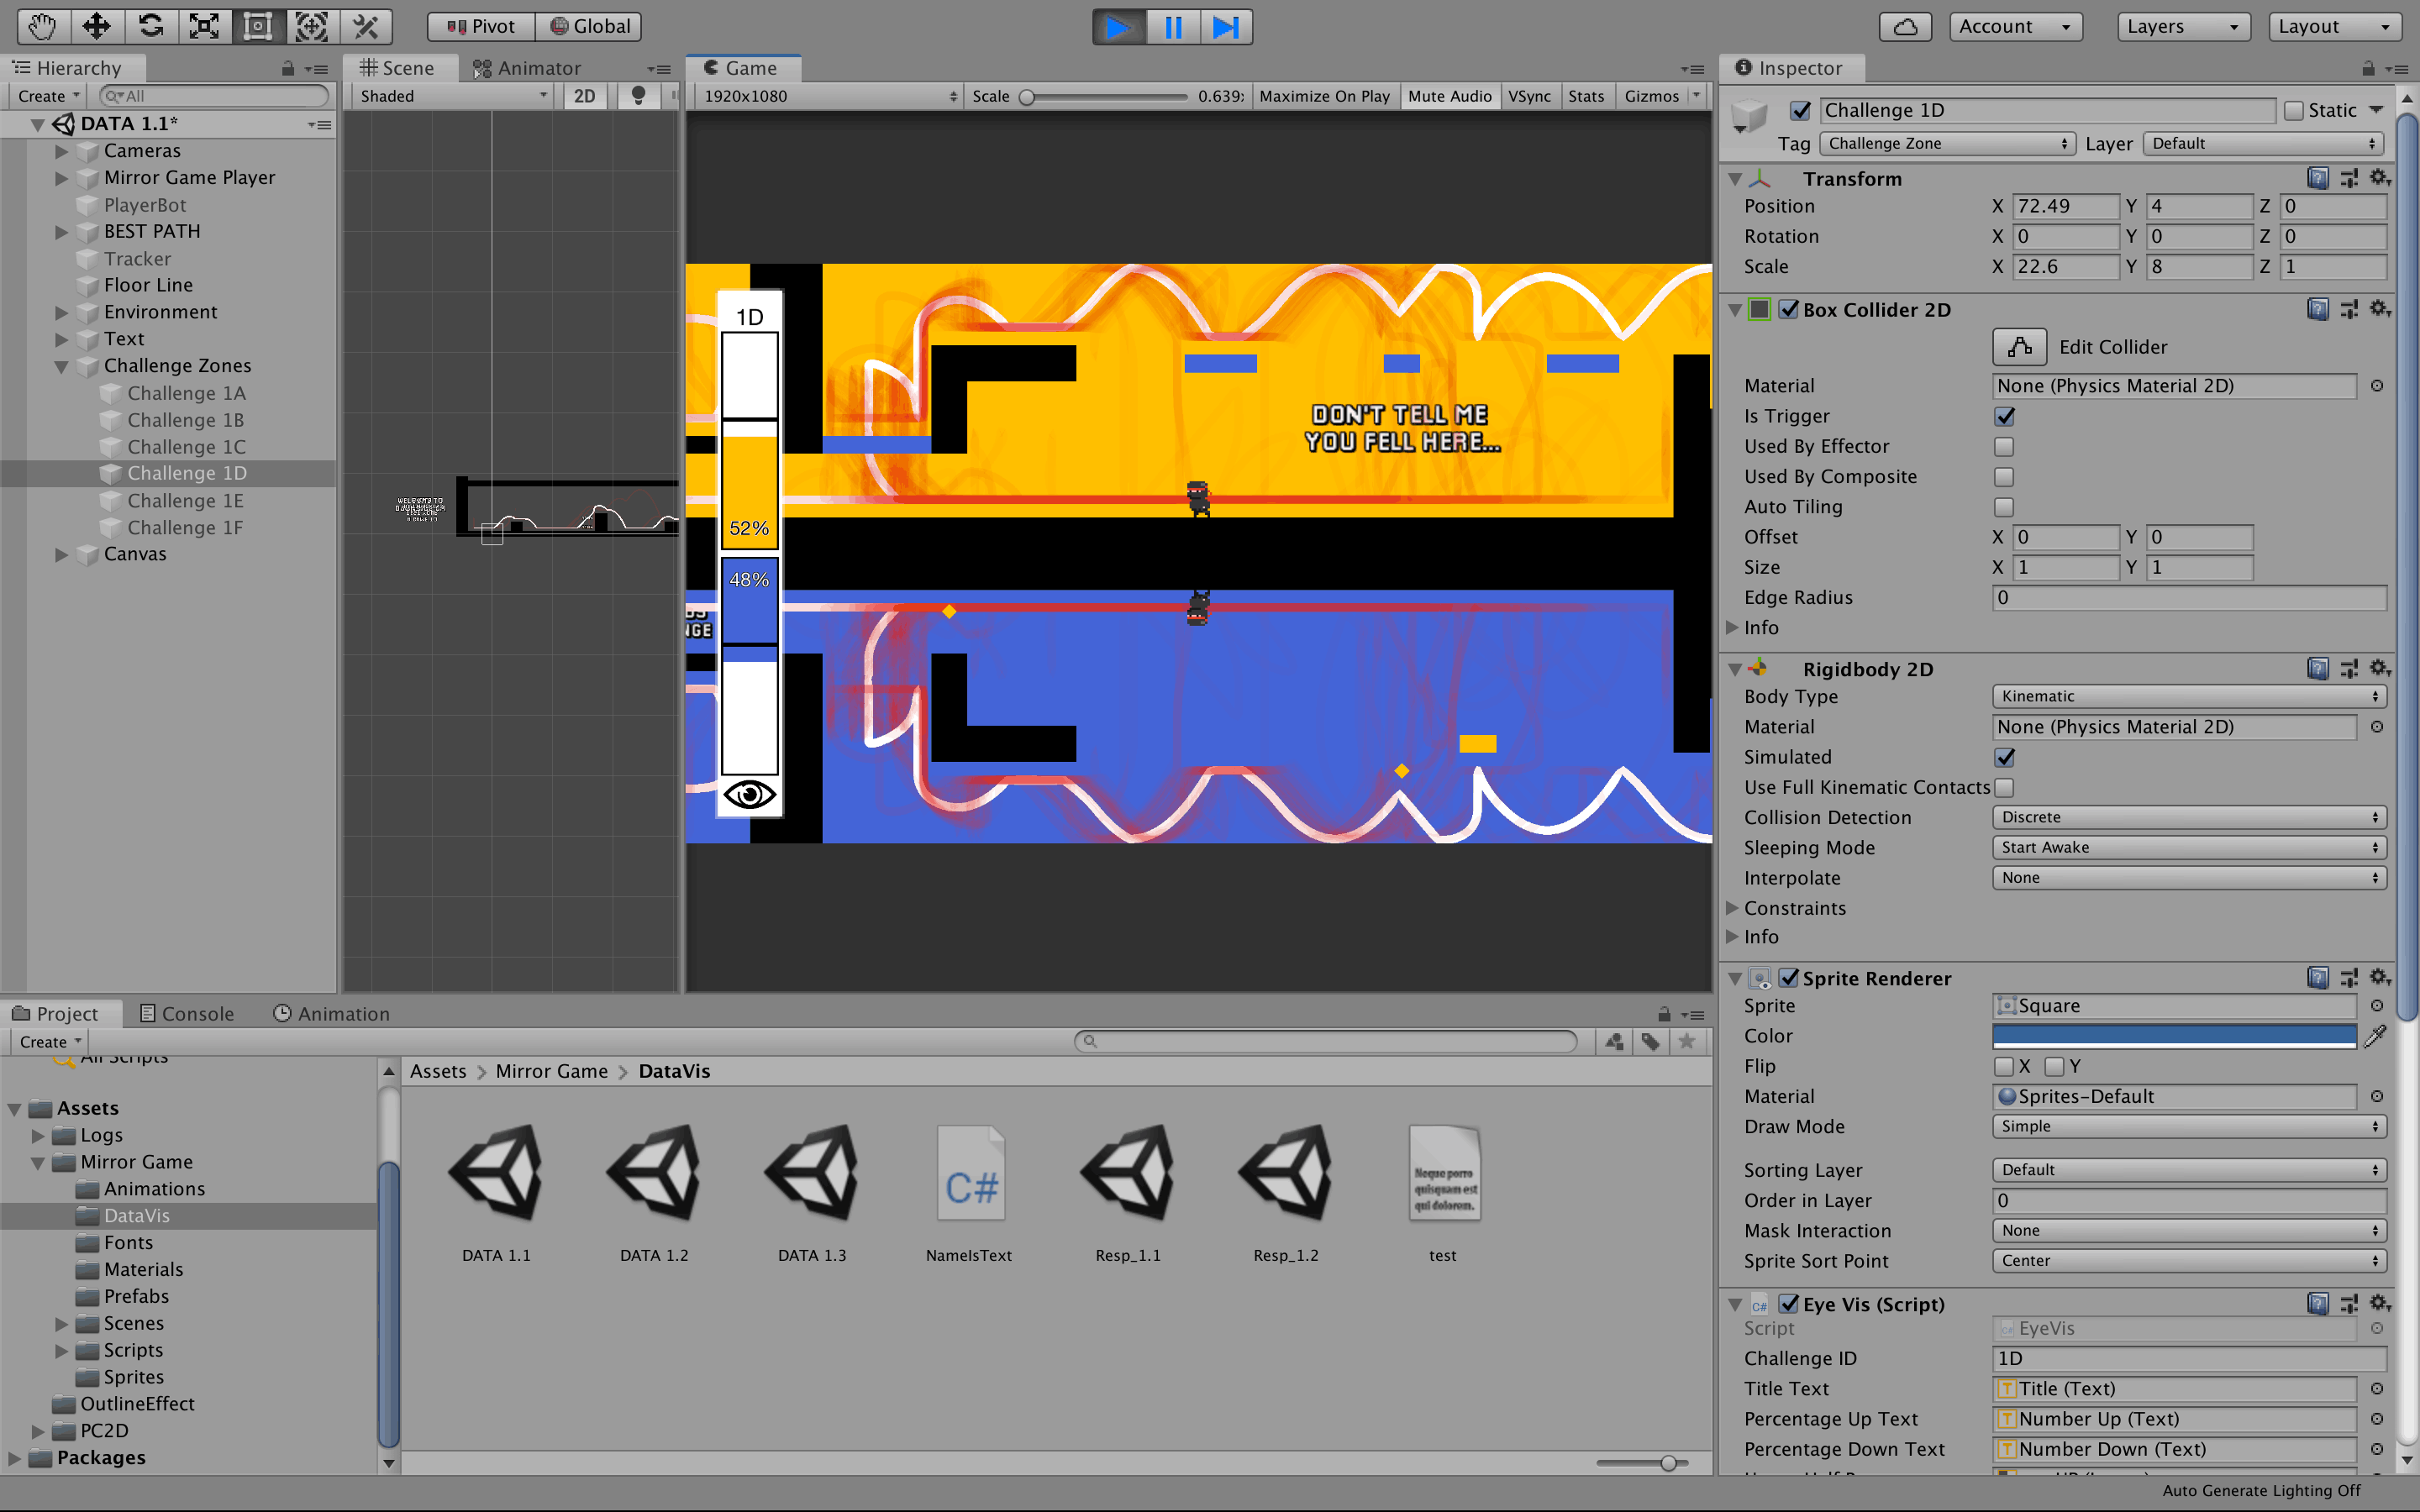 Pivot Global Account Layers Layout
Hierarchy
Create All
DATA 1.1*
Cameras
Mirror Game Player
PlayerBot
BEST PATH
Tracker
Floor Line
Environment
Text
Challenge Zones
Challenge 1A
Challenge 1B
Challenge 1C
Challenge 1D
Challenge 1E
Challenge 1F
Canvas
Scene Animator
Shaded 2D
WELCOME TO
Game
1920x1080 Scale 0.639: Maximize On Play Mute Audio VSync Stats Gizmos
1D
52%
48%
NGE
DON'T TELL ME
YOU FELL HERE...
Inspector
Challenge 1D Static
Tag Challenge Zone Layer Default
Transform
Position X 72.49 Y 4 Z 0
Rotation X 0 Y 0 Z 0
Scale X 22.6 Y 8 Z 1
Box Collider 2D
Edit Collider
Material None (Physics Material 2D)
Is Trigger
Used By Effector
Used By Composite
Auto Tiling
Offset X 0 Y 0
Size X 1 Y 1
Edge Radius 0
Info
Rigidbody 2D
Body Type Kinematic
Material None (Physics Material 2D)
Simulated
Use Full Kinematic Contacts
Collision Detection Discrete
Sleeping Mode Start Awake
Interpolate None
Constraints
Info
Sprite Renderer
Sprite Square
Color
Flip X Y
Material Sprites-Default
Draw Mode Simple
Sorting Layer Default
Order in Layer 0
Mask Interaction None
Sprite Sort Point Center
C# Eye Vis (Script)
Script EyeVis
Challenge ID 1D
Title Text Title (Text)
Percentage Up Text Number Up (Text)
Percentage Down Text Number Down (Text)
Project Console Animation
Create
All Scripts
Assets
Logs
Mirror Game
Animations
DataVis
Fonts
Materials
Prefabs
Scenes
Scripts
Sprites
OutlineEffect
PC2D
Packages
Assets > Mirror Game > DataVis
C#
Neque porro
quisquam est
qui dolorem.
DATA 1.1 DATA 1.2 DATA 1.3 NameIsText Resp_1.1 Resp_1.2 test
Auto Generate Lighting Off